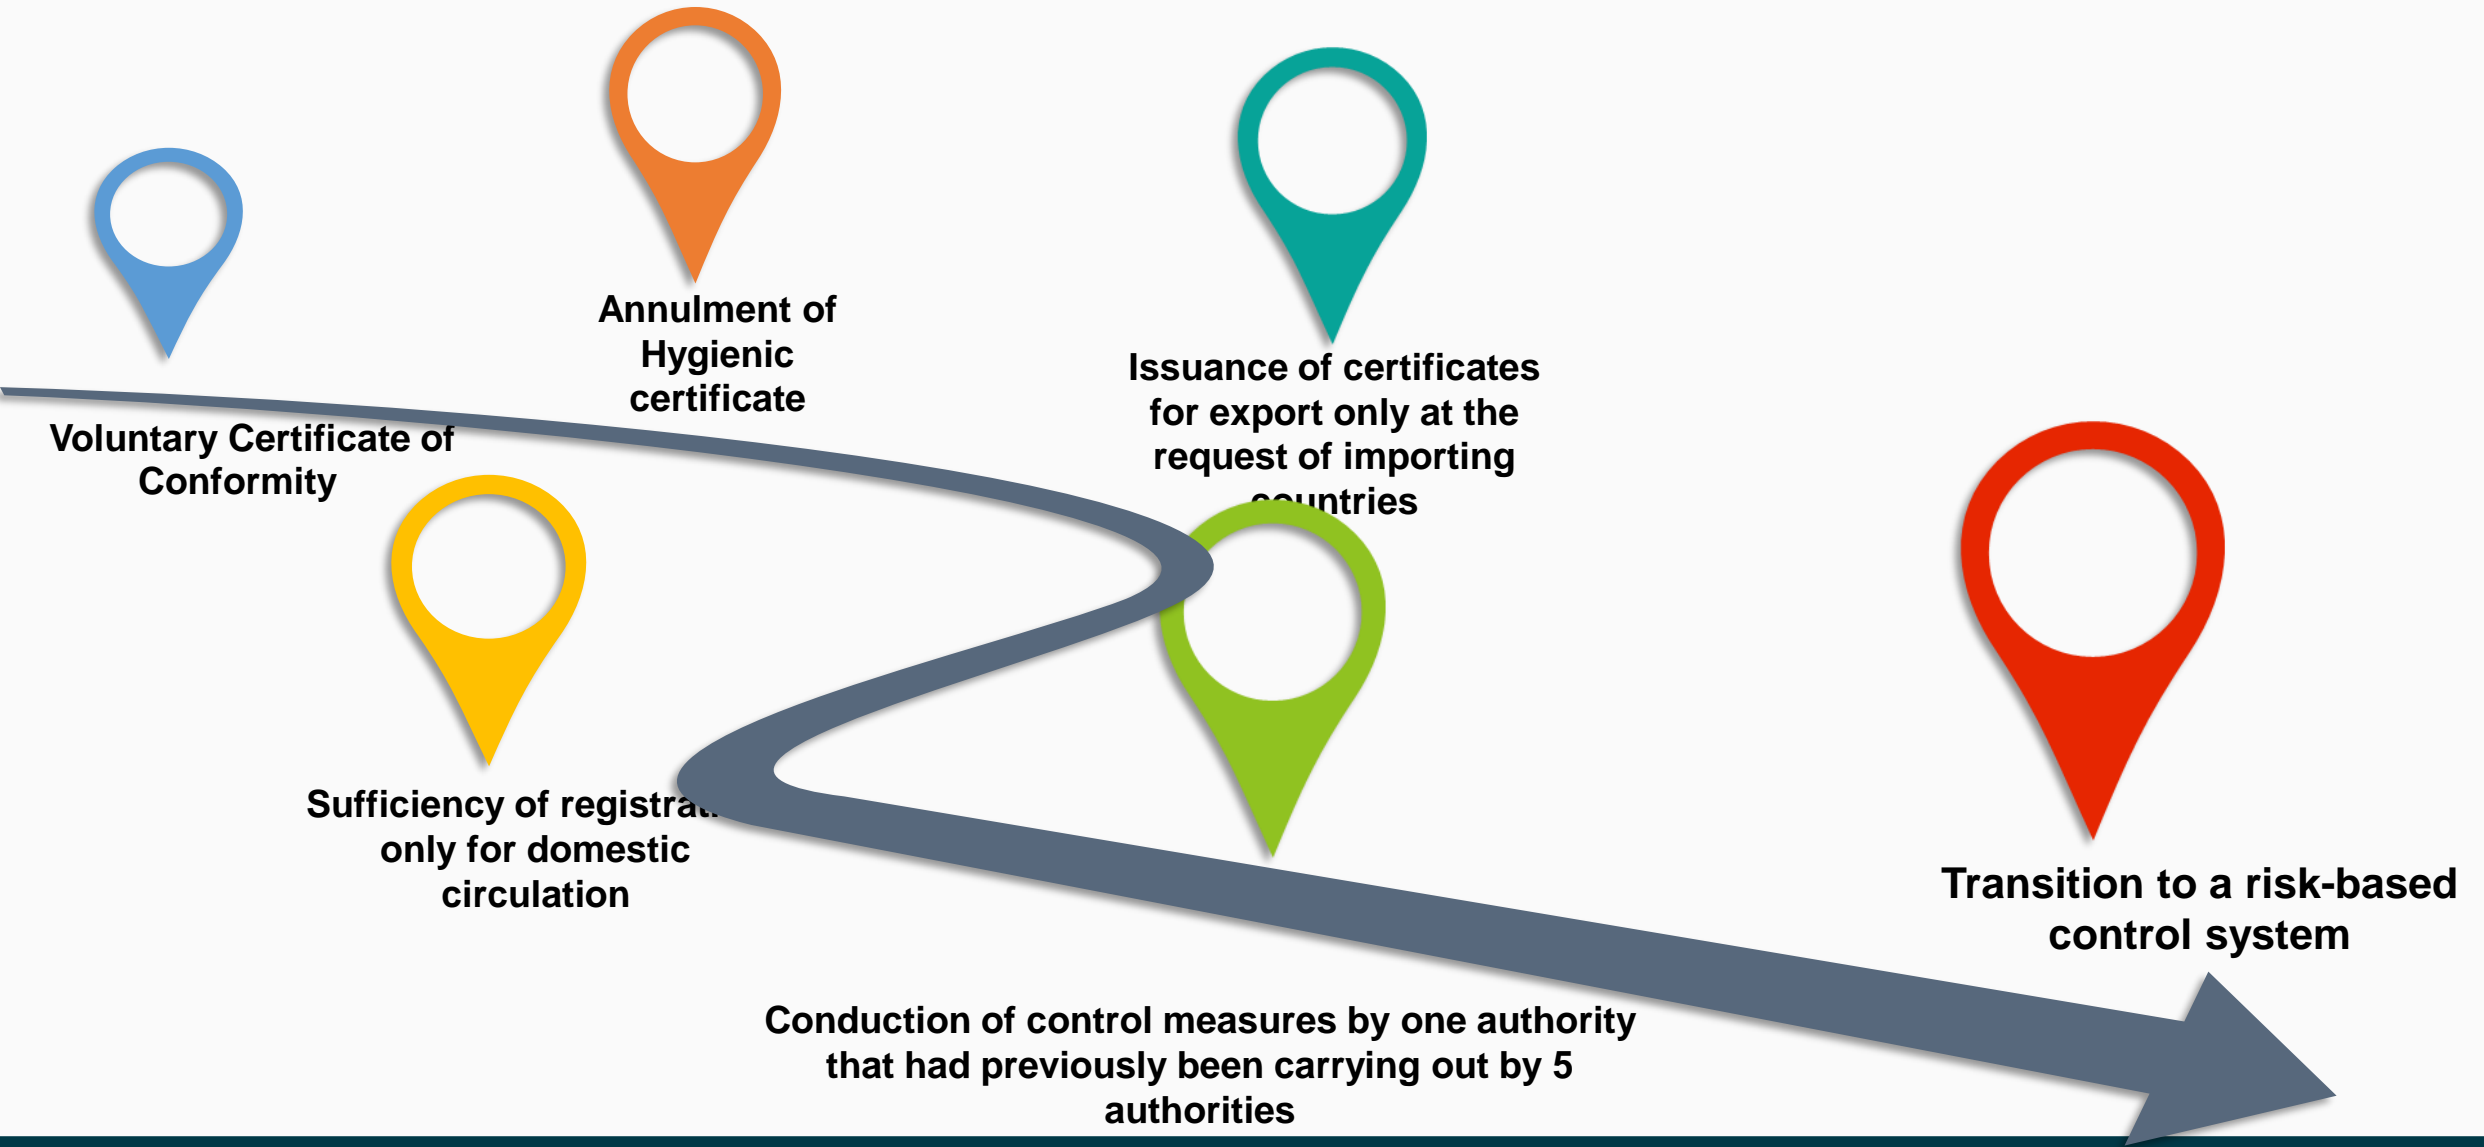 Annulment of
Hygienic
certificate
Issuance of certificates
for export only at the
request of importing
countries
Voluntary Certificate of
Conformity
Sufficiency of
only for domestic
circulation
Transition to a risk-based
control system
Conduction of control measures by one authority
that had previously been carrying out by 5
authorities